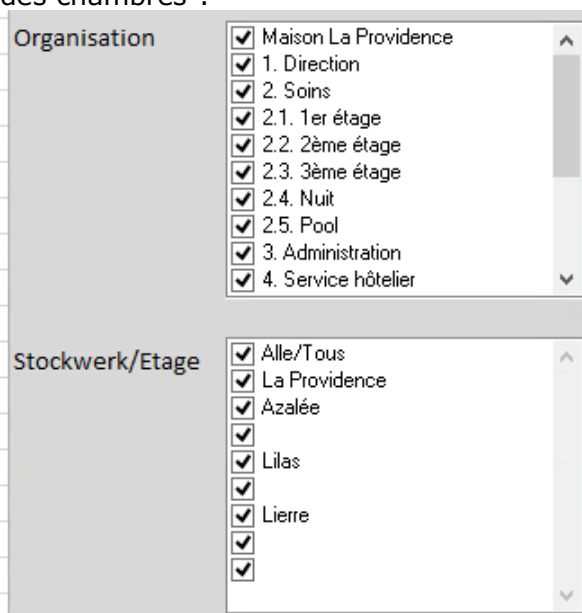 des chambres .
Organisation
Maison La Providence
1. Direction
2. Soins
2.1. 1er étage
2.2. 2ème étage
2.3. 3ème étage
2.4. Nuit
2.5. Pool
3. Administration
4. Service hôtelier
Stockwerk/Etage
Alle/Tous
La Providence
Azalée
Lilas
Lierre